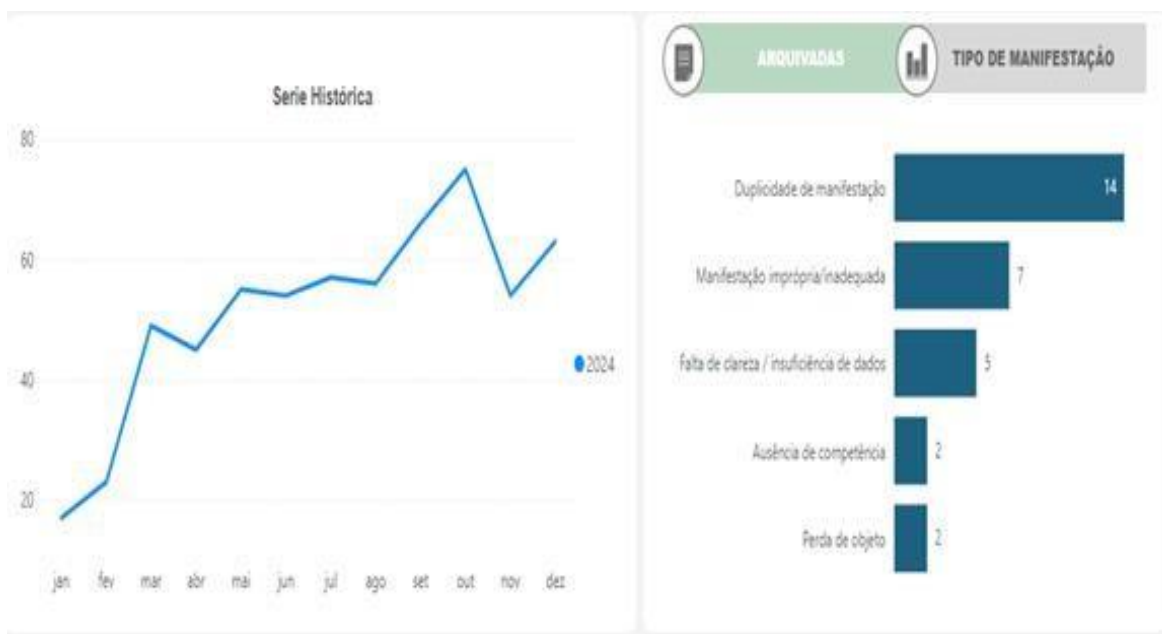 Serie Histórica
80
60
40
20
jan fev mar abr mai jun jul ago set out nov dez
2024
ARQUIVADAS
TIPO DE MANIFESTAÇÃO
Duplicidade de manifestação 14
Manifestação imprópria/inadequada 7
Falta de clareza / insuficiência de dados 5
Ausência de competência 2
Perda de objeto 2